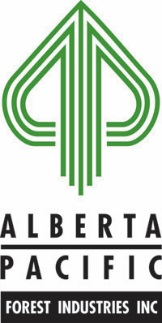 ALBERTA
PACIFIC
FOREST INDUSTRIES INC